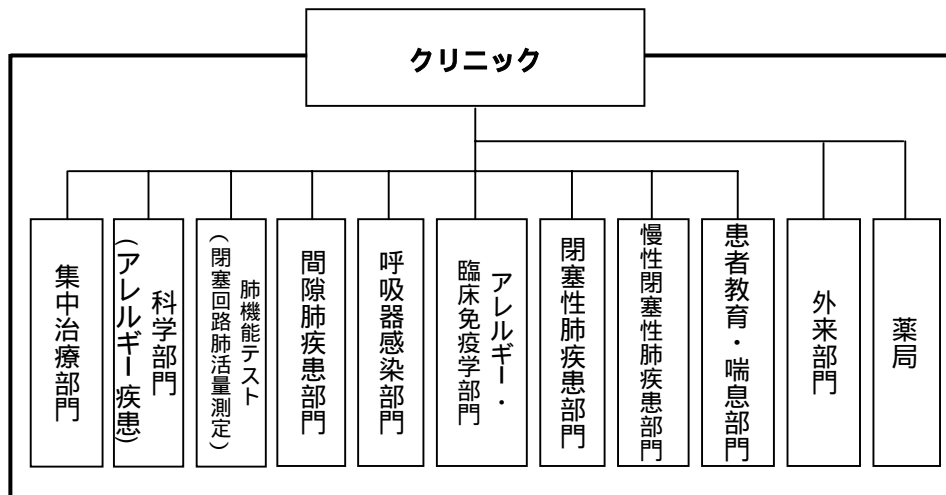 クリニック
集中治療部門
科学部門
(アレルギー疾患)
肺機能テスト
(閉塞回路肺活量測定)
間隙肺疾患部門
呼吸器感染部門
アレルギー・
臨床免疫学部門
閉塞性肺疾患部門
慢性閉塞性肺疾患部門
患者教育・喘息部門
外来部門
薬局